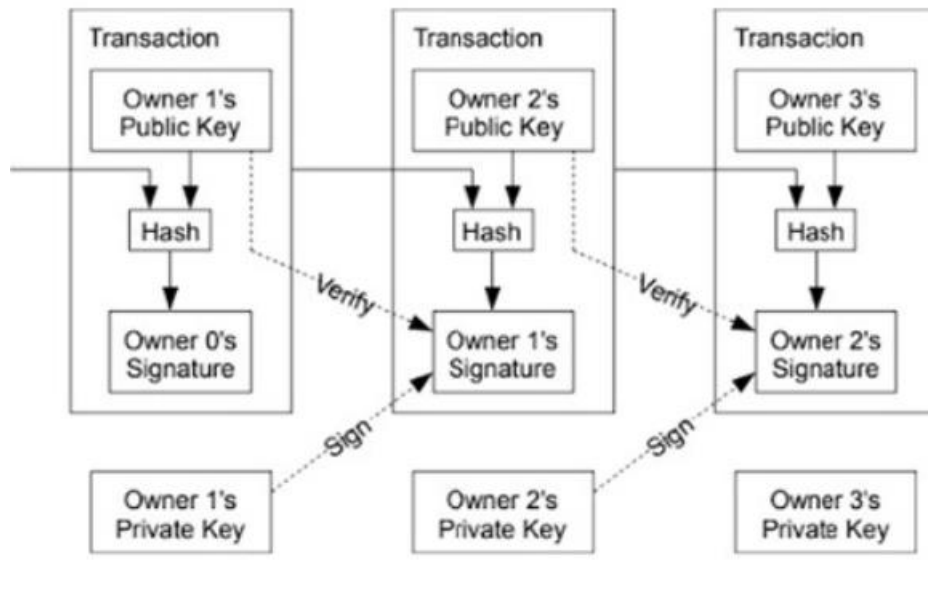 Transaction
Owner 1's
Public Key
Hash
Owner 0's
Signature
Transaction
Owner 2's
Public Key
Hash
Verify
Owner 1's
Signature
Transaction
Owner 3's
Public Key
Hash
Verify
Owner 2's
Signature
Sign
Sign
Owner 1's
Private Key
Owner 2's
Private Key
Owner 3's
Private Key